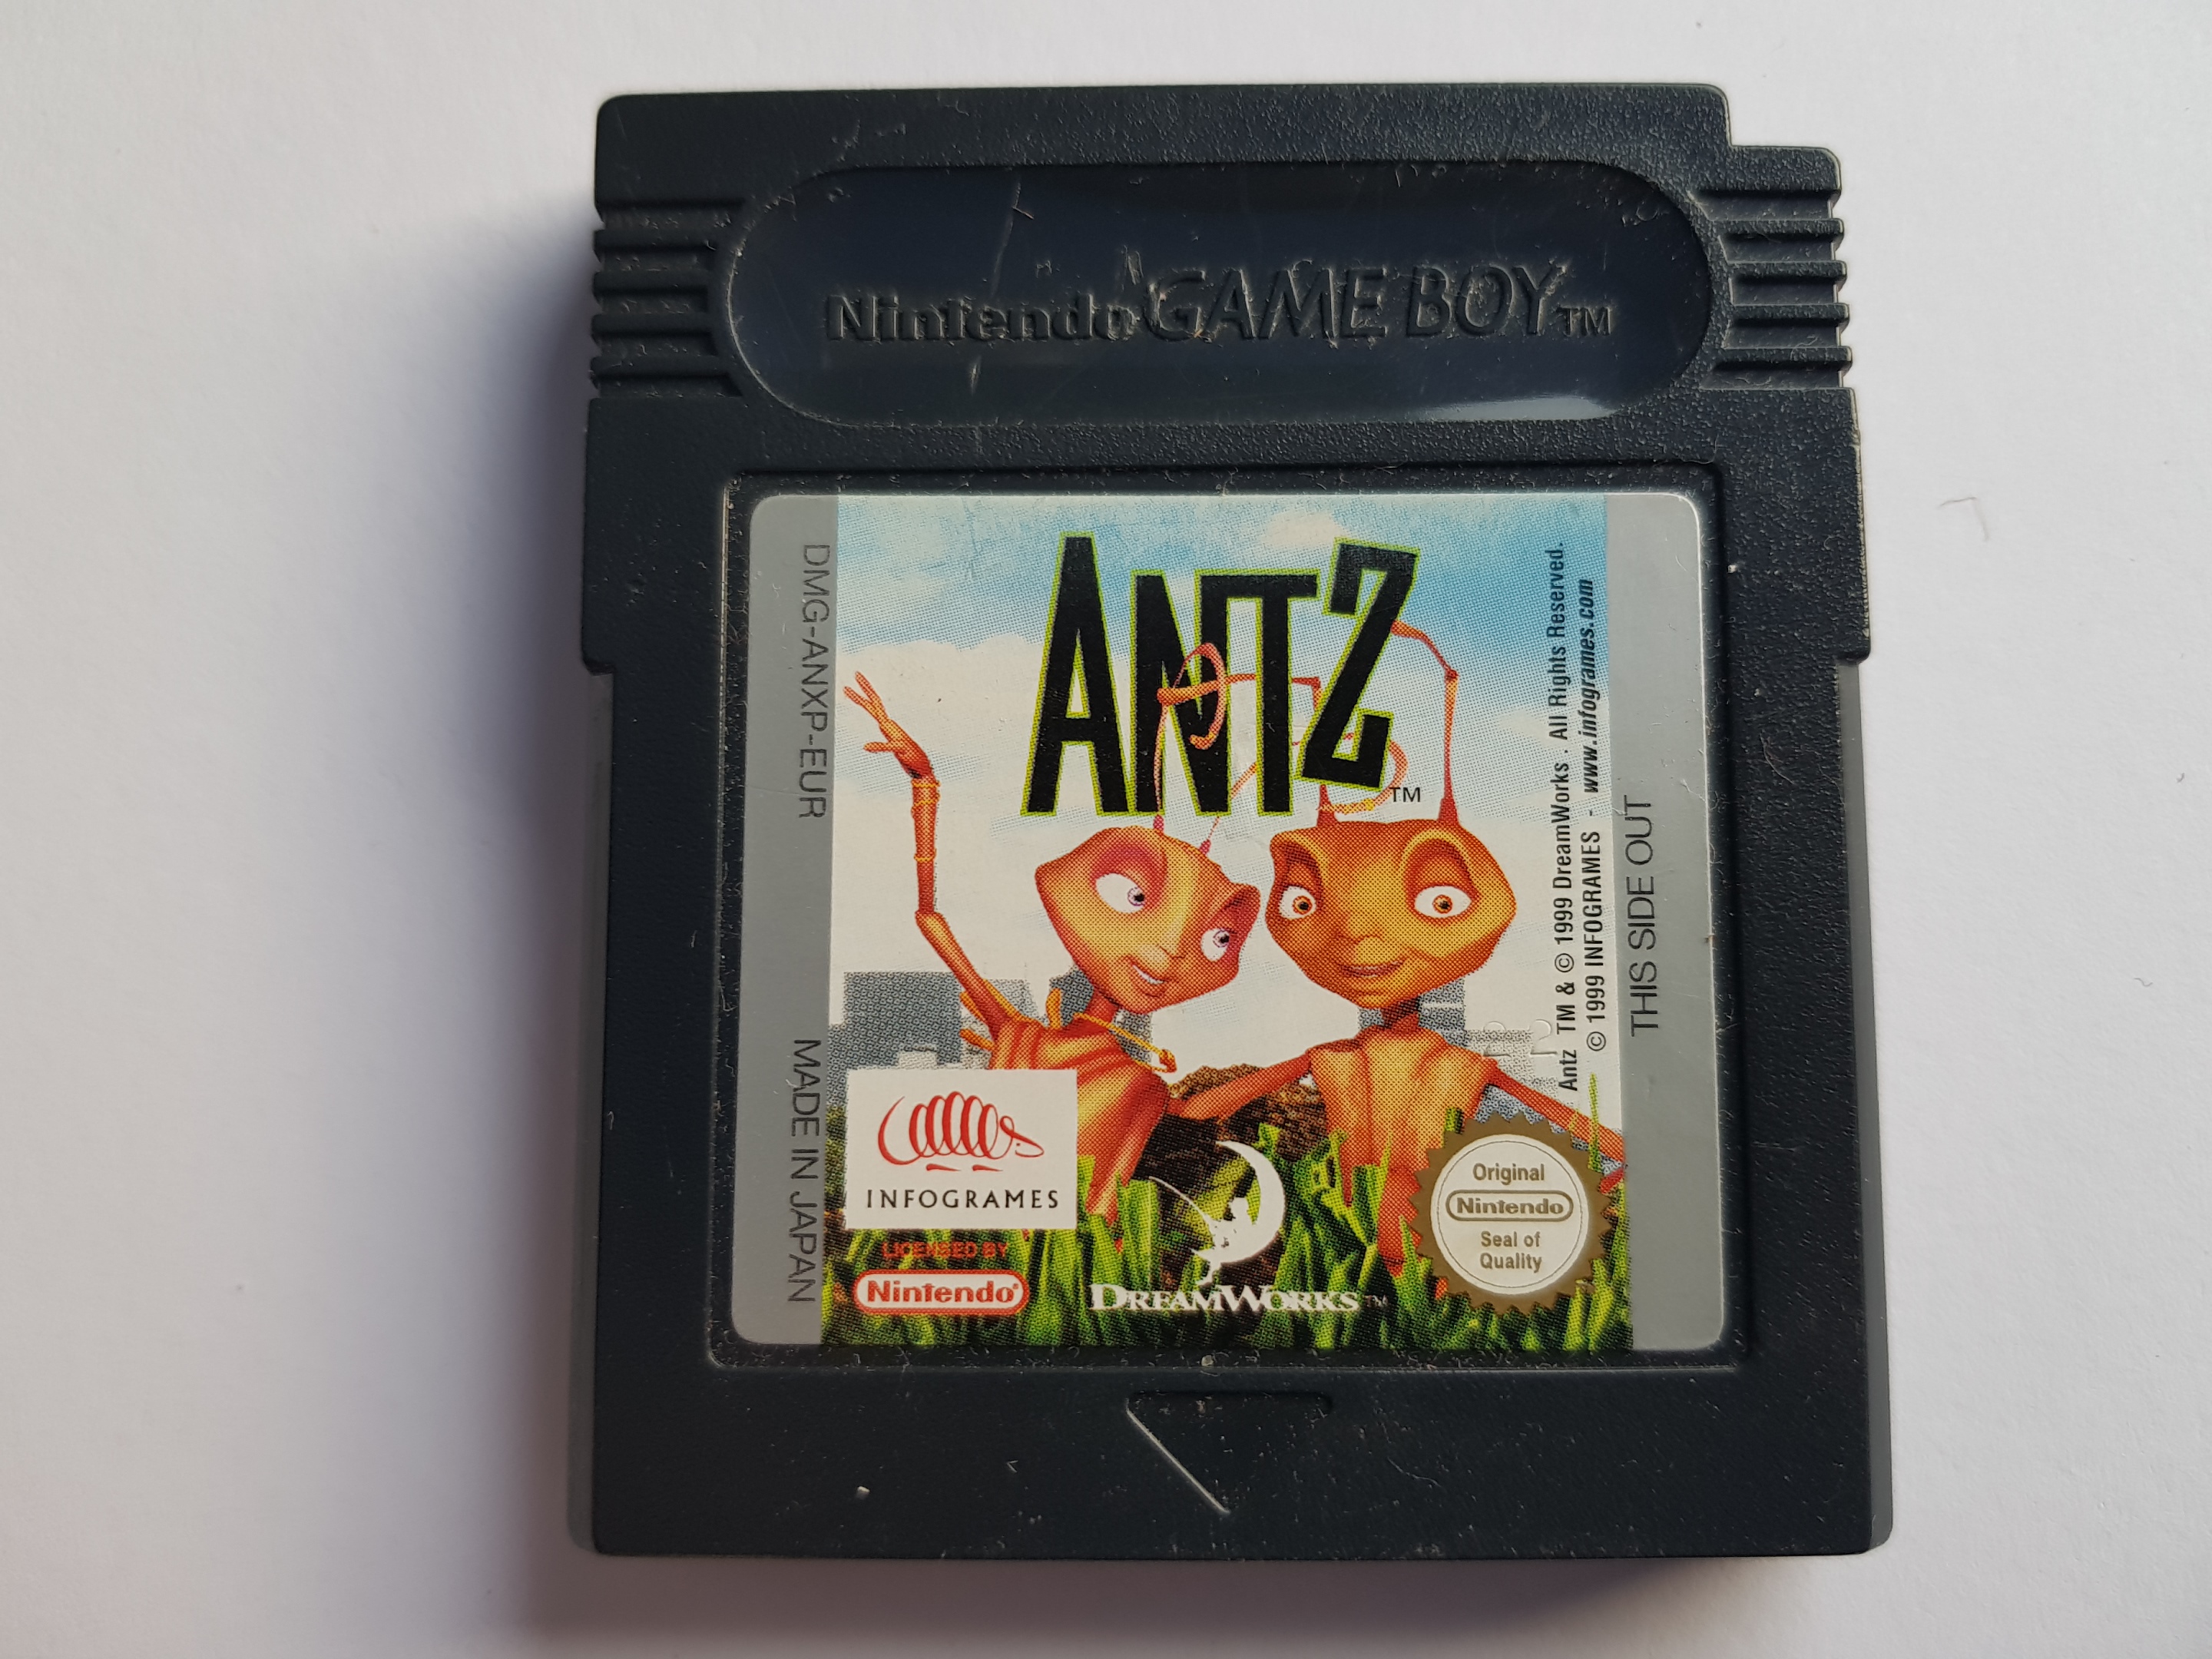 Nintendo GAME BOY TM
ANTZ
TM
DMG-ANXP-EUR
MADE IN JAPAN
Antz TM & © 1999 DreamWorks . All Rights Reserved.
© 1999 INFOGRAMES - www.infogrames.com
THIS SIDE OUT
INFOGRAMES
LICENSED BY
Nintendo®
DREAMWORKS TM
Original
Nintendo
Seal of
Quality